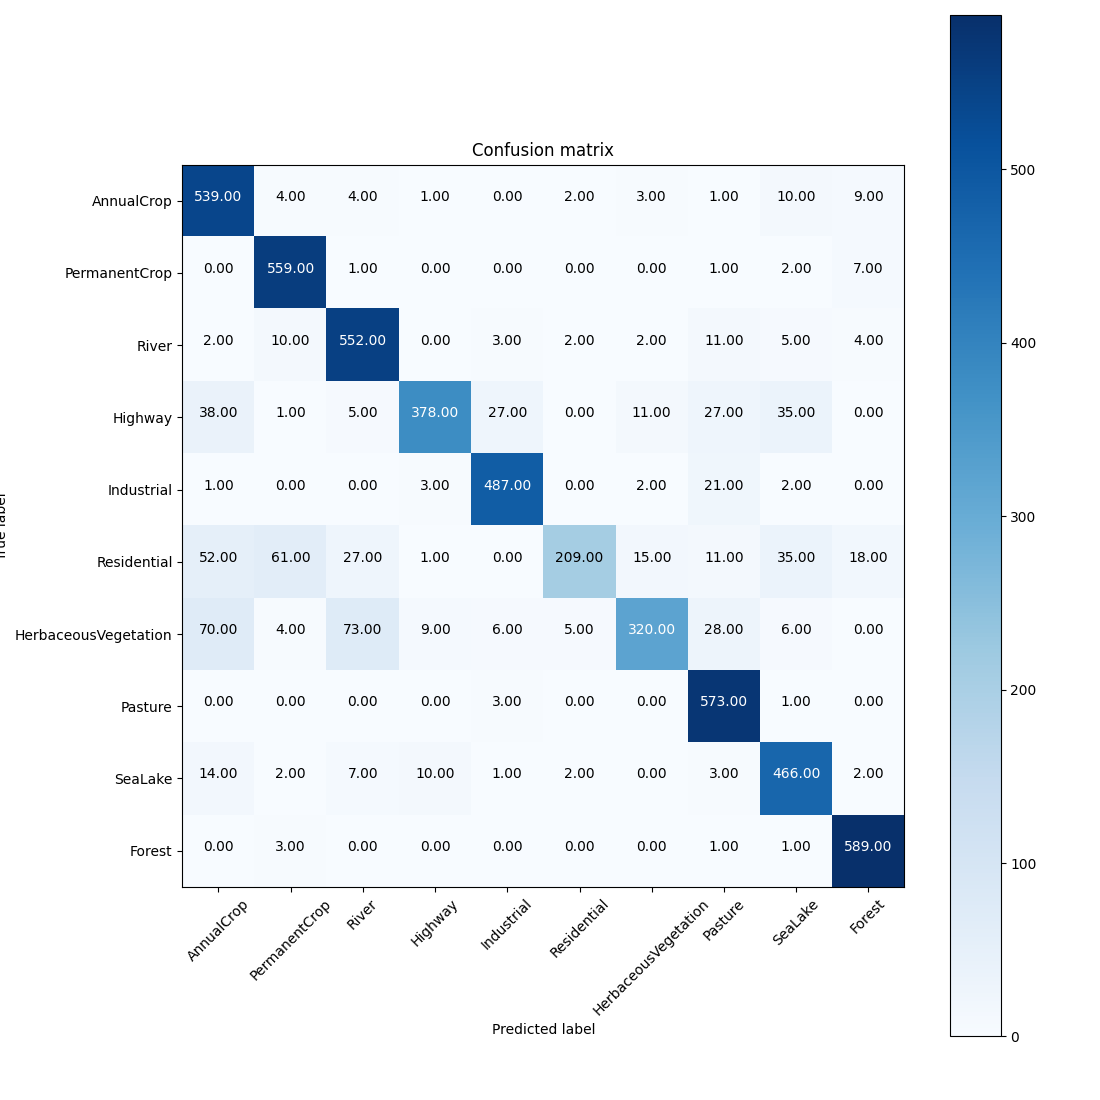 Confusion matrix
AnnualCrop 539.00 4.00 4.00 1.00 0.00 2.00 3.00 1.00 10.00 9.00
PermanentCrop 0.00 559.00 1.00 0.00 0.00 0.00 0.00 1.00 2.00 7.00
River 2.00 10.00 552.00 0.00 3.00 2.00 2.00 11.00 5.00 4.00
Highway 38.00 1.00 5.00 378.00 27.00 0.00 11.00 27.00 35.00 0.00
Industrial 1.00 0.00 0.00 3.00 487.00 0.00 2.00 21.00 2.00 0.00
Residential 52.00 61.00 27.00 1.00 0.00 209.00 15.00 11.00 35.00 18.00
HerbaceousVegetation 70.00 4.00 73.00 9.00 6.00 5.00 320.00 28.00 6.00 0.00
Pasture 0.00 0.00 0.00 0.00 3.00 0.00 0.00 573.00 1.00 0.00
SeaLake 14.00 2.00 7.00 10.00 1.00 2.00 0.00 3.00 466.00 2.00
Forest 0.00 3.00 0.00 0.00 0.00 0.00 0.00 1.00 1.00 589.00
AnnualCrop PermanentCrop River Highway Industrial Residential HerbaceousVegetation Pasture SeaLake Forest
Predicted label
True label
500
400
300
200
100
0